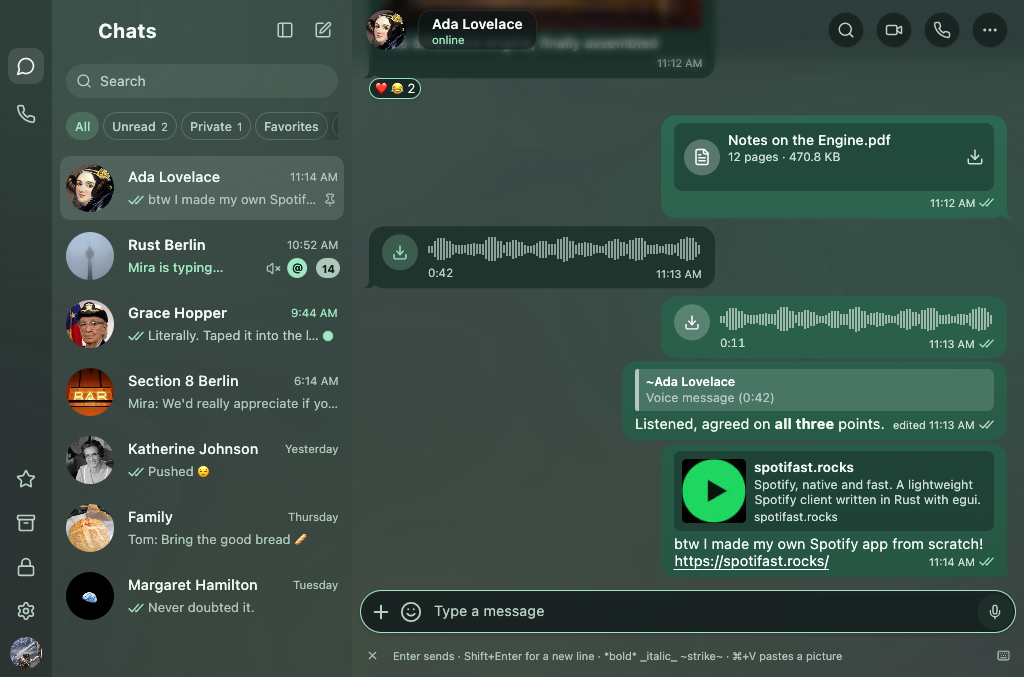 Chats
Search
All
Unread 2
Private 1
Favorites
Ada Lovelace
11:14 AM
btw I made my own Spotif...
Rust Berlin
10:52 AM
Mira is typing...
@
14
Grace Hopper
9:44 AM
Literally. Taped it into the l...
Section 8 Berlin
6:14 AM
Mira: We'd really appreciate if yo...
BAR
Katherine Johnson
Yesterday
Pushed 😉
Family
Thursday
Tom: Bring the good bread 🥖
Margaret Hamilton
Tuesday
Never doubted it.
Ada Lovelace
online
finally assembled
11:12 AM
❤️ 😂 2
Notes on the Engine.pdf
12 pages · 470.8 KB
11:12 AM
0:42
11:13 AM
0:11
11:13 AM
~Ada Lovelace
Voice message (0:42)
Listened, agreed on all three points.
edited 11:13 AM
spotifast.rocks
Spotify, native and fast. A lightweight
Spotify client written in Rust with egui.
spotifast.rocks
btw I made my own Spotify app from scratch!
https://spotifast.rocks/
11:14 AM
Type a message
Enter sends · Shift+Enter for a new line · *bold* _italic_ ~strike~ · ⌘+V pastes a picture